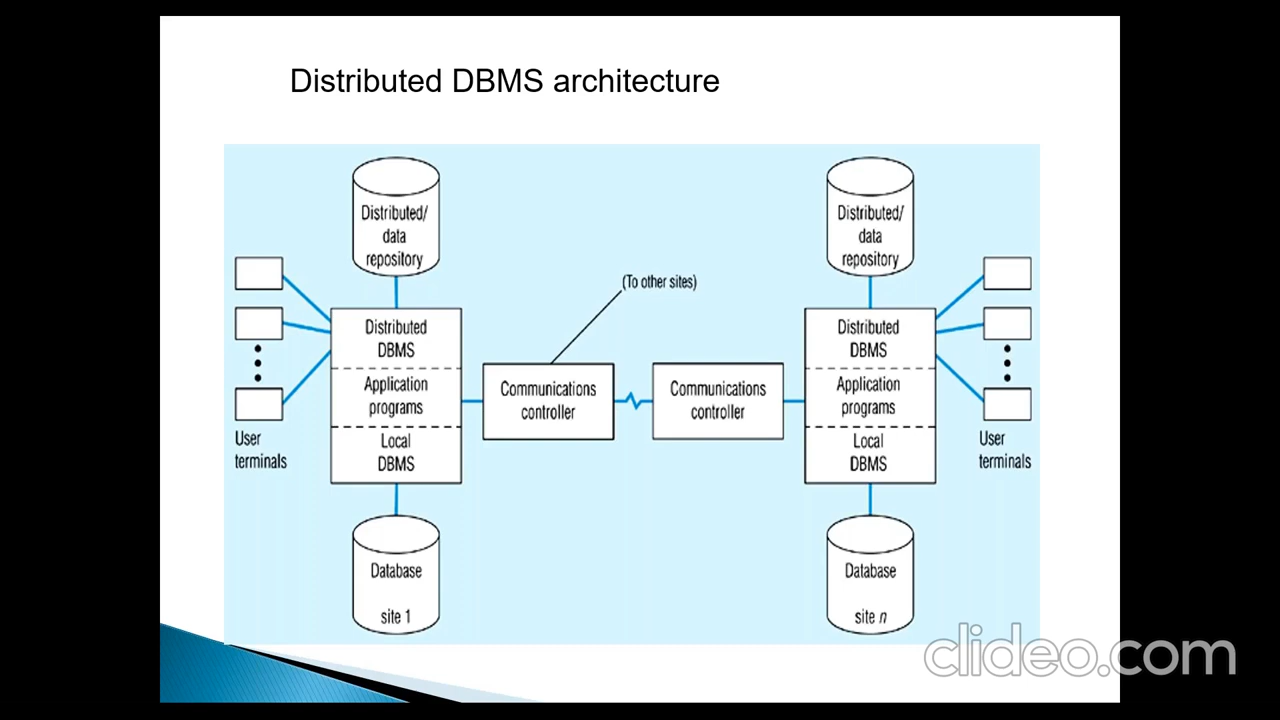 Distributed DBMS architecture
Distributed/
data
repository
Distributed/
data
repository
(To other sites)
Distributed
DBMS
Application
programs
Local
DBMS
Communications
controller
Communications
controller
Distributed
DBMS
Application
programs
Local
DBMS
User
terminals
User
terminals
Database
site 1
Database
site n
clideo.com